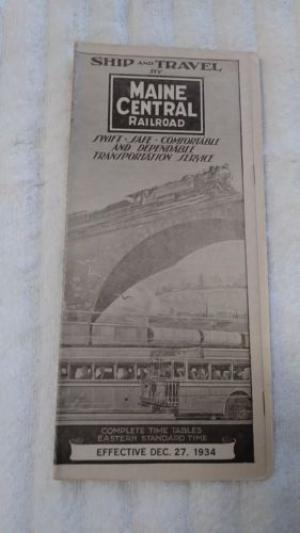 SHIP AND TRAVEL
BY
MAINE
CENTRAL
RAILROAD
SWIFT - SAFE - COMFORTABLE
AND DEPENDABLE
TRANSPORTATION SERVICE
COMPLETE TIME TABLES
EASTERN STANDARD TIME
EFFECTIVE DEC. 27, 1934